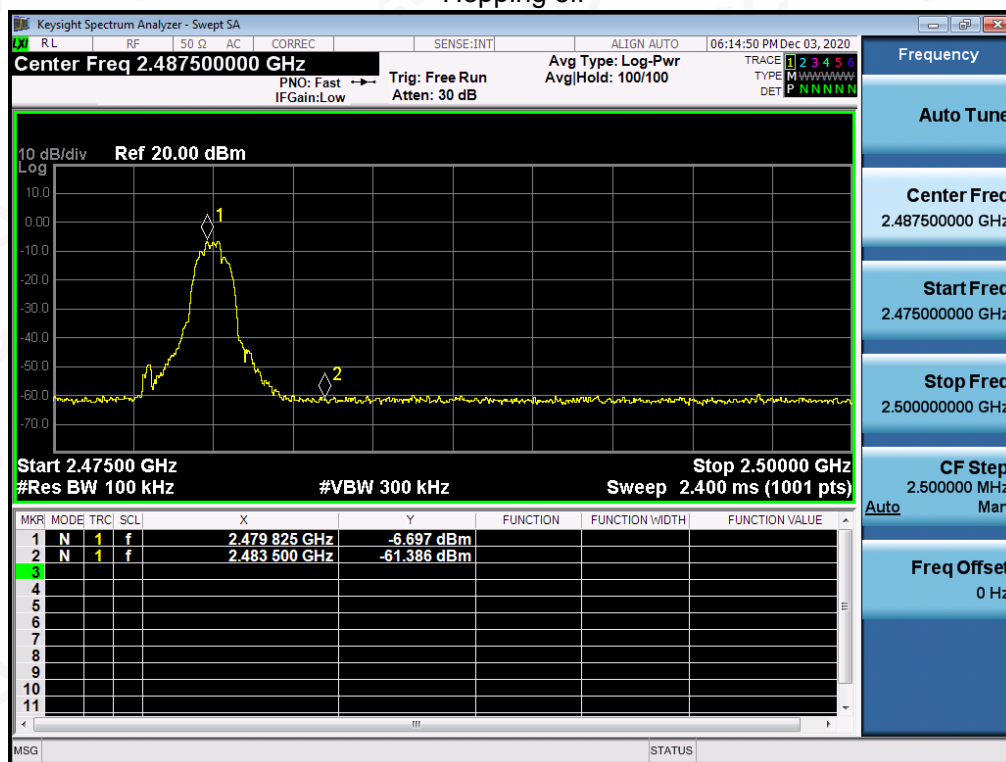 Hopping off
Keysight Spectrum Analyzer - Swept SA
LXI RL RF 50 Ω AC CORREC SENSE:INT ALIGN AUTO 06:14:50 PM Dec 03, 2020
Center Freq 2.487500000 GHz
PNO: Fast
IFGain:Low
Trig: Free Run
Atten: 30 dB
Avg Type: Log-Pwr
Avg|Hold: 100/100
TRACE 1 2 3 4 5 6
TYPE M WWWWW
DET P N N N N N
10 dB/div Ref 20.00 dBm
Log
10.0
0.00
-10.0
-20.0
-30.0
-40.0
-50.0
-60.0
-70.0
1
2
Start 2.47500 GHz Stop 2.50000 GHz
#Res BW 100 kHz #VBW 300 kHz Sweep 2.400 ms (1001 pts)
MKR MODE TRC SCL X Y FUNCTION FUNCTION WIDTH FUNCTION VALUE
1 N 1 f 2.479 825 GHz -6.697 dBm
2 N 1 f 2.483 500 GHz -61.386 dBm
3
4
5
6
7
8
9
10
11
MSG STATUS
Frequency
Auto Tune
Center Freq
2.487500000 GHz
Start Freq
2.475000000 GHz
Stop Freq
2.500000000 GHz
CF Step
2.500000 MHz
Auto Man
Freq Offset
0 Hz